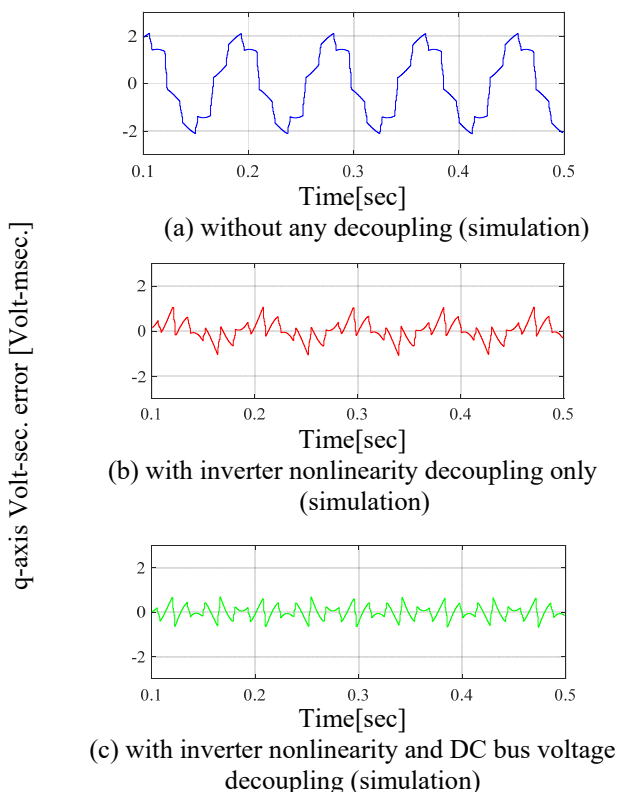 q-axis Volt-sec. error [Volt-msec.]
2
0
-2
0.1 0.2 0.3 0.4 0.5
Time[sec]
(a) without any decoupling (simulation)
2
0
-2
0.1 0.2 0.3 0.4 0.5
Time[sec]
(b) with inverter nonlinearity decoupling only
(simulation)
2
0
-2
0.1 0.2 0.3 0.4 0.5
Time[sec]
(c) with inverter nonlinearity and DC bus voltage
decoupling (simulation)